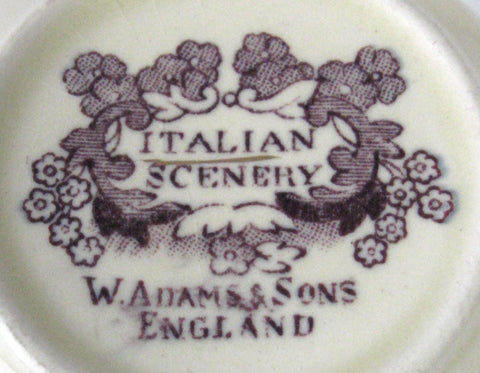 ITALIAN
SCENERY
W. ADAMS & SONS
ENGLAND